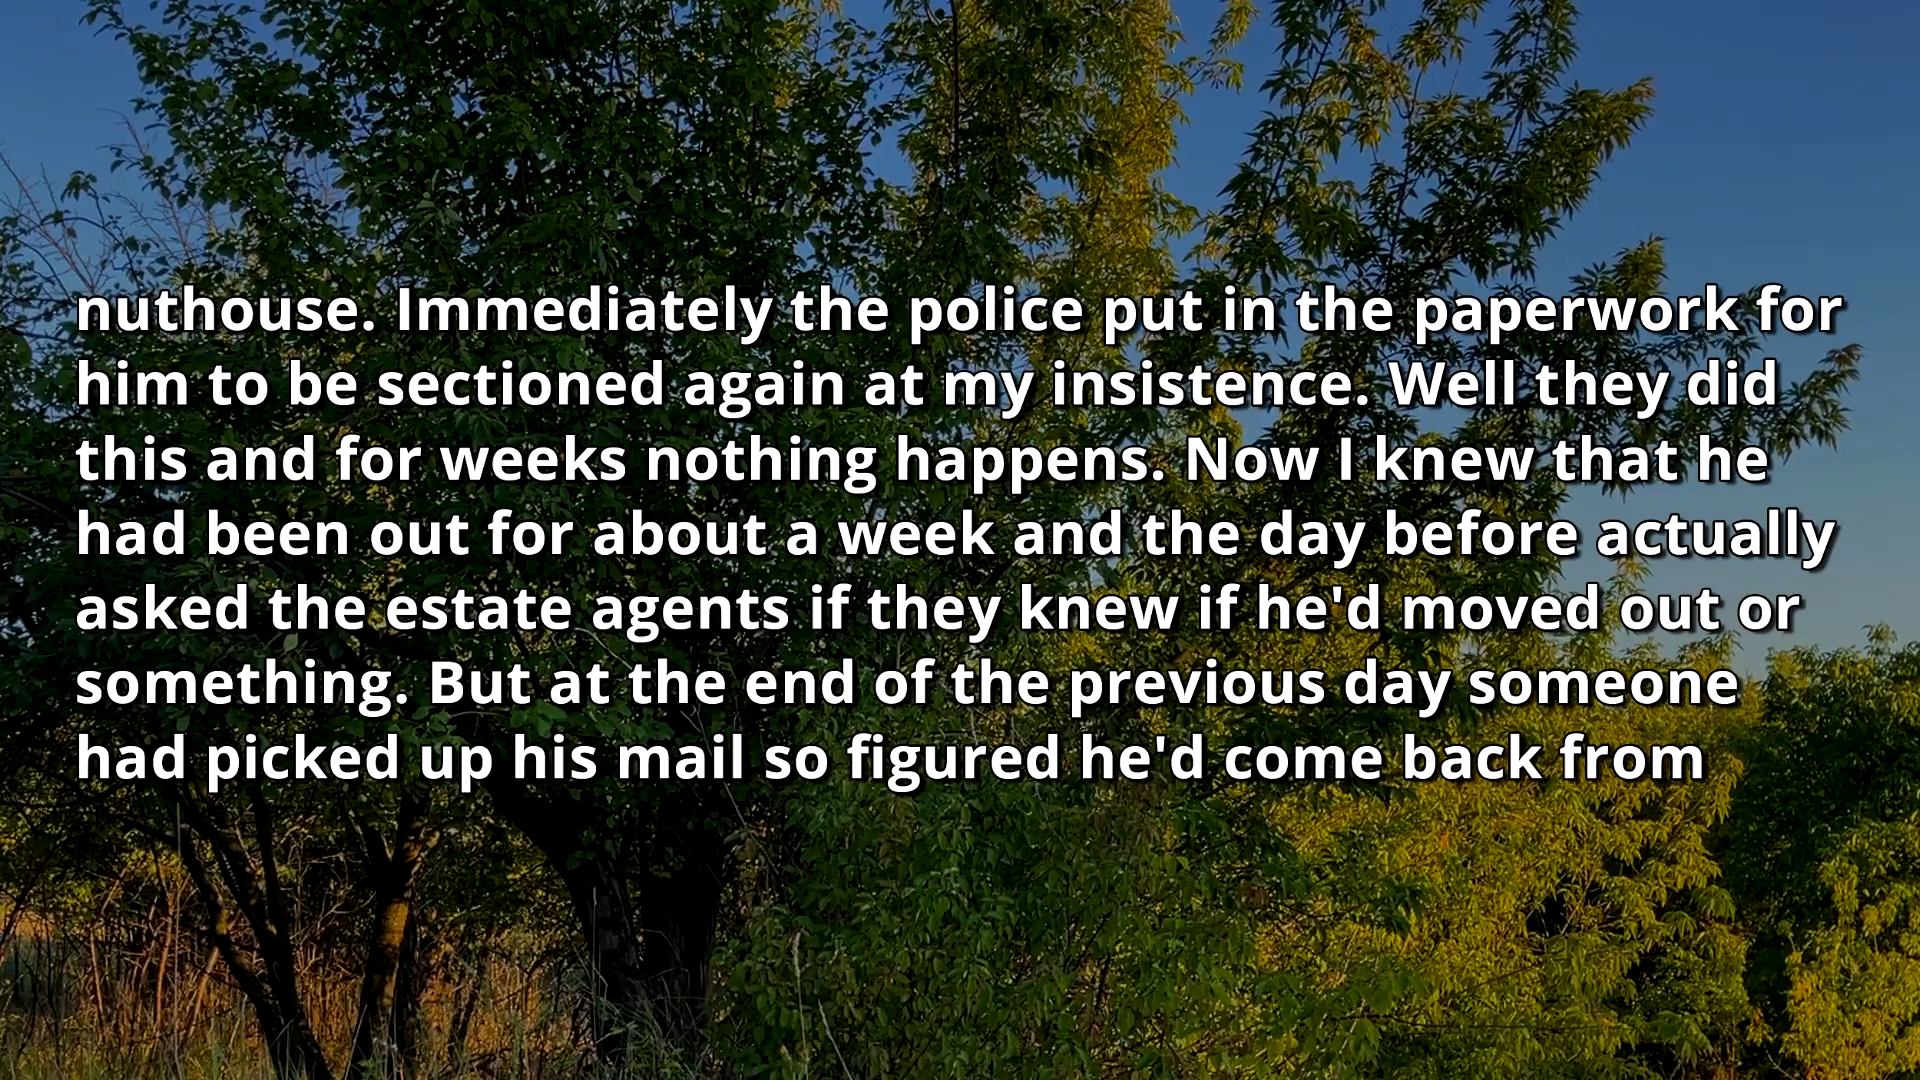 nuthouse. Immediately the police put in the paperwork for
him to be sectioned again at my insistence. Well they did
this and for weeks nothing happens. Now I knew that he
had been out for about a week and the day before actually
asked the estate agents if they knew if he'd moved out or
something. But at the end of the previous day someone
had picked up his mail so figured he'd come back from